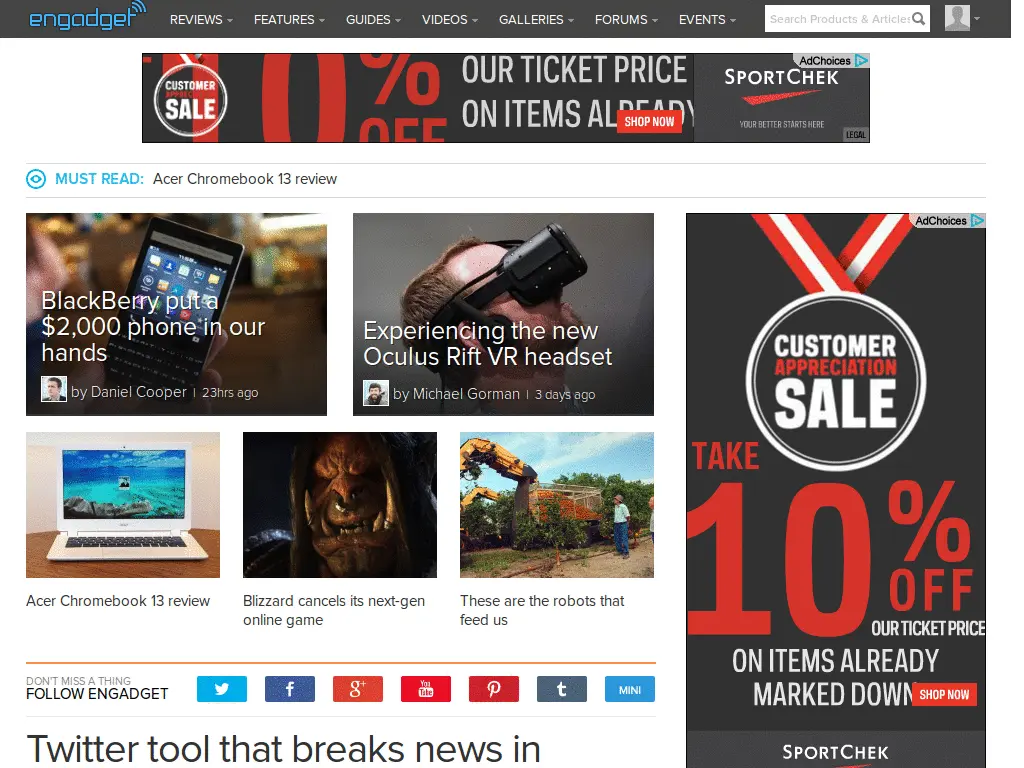 engadget
REVIEWS
FEATURES
GUIDES
VIDEOS
GALLERIES
FORUMS
EVENTS
Search Products & Articles
CUSTOMER
APPRECIATION
SALE
10%
OFF
OUR TICKET PRICE
ON ITEMS ALREADY
SHOP NOW
AdChoices
SPORTCHEK
YOUR BETTER STARTS HERE
LEGAL
MUST READ: Acer Chromebook 13 review
BlackBerry put a
$2,000 phone in our
hands
by Daniel Cooper | 23hrs ago
Experiencing the new
Oculus Rift VR headset
by Michael Gorman | 3 days ago
Acer Chromebook 13 review
Blizzard cancels its next-gen
online game
These are the robots that
feed us
DON'T MISS A THING
FOLLOW ENGADGET
f
g+
You
Tube
t
MINI
Twitter tool that breaks news in
AdChoices
CUSTOMER
APPRECIATION
SALE
TAKE
10%
OFF
OUR TICKET PRICE
ON ITEMS ALREADY
MARKED DOWN
SHOP NOW
SPORTCHEK